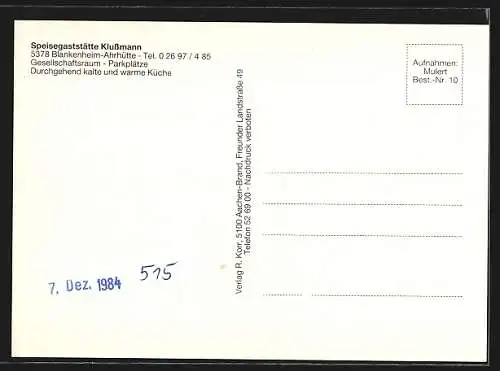 Speisegaststätte Klußmann
5378 Blankenheim-Ahrhütte - Tel. 0 26 97 / 4 85
Gesellschaftsraum - Parkplätze
Durchgehend kalte und warme Küche
Aufnahmen:
Mulert
Best.-Nr. 10
Verlag R. Korr, 5100 Aachen-Brand, Freunder Landstraße 49
Telefon 52 69 00 - Nachdruck verboten
7. Dez. 1984 515